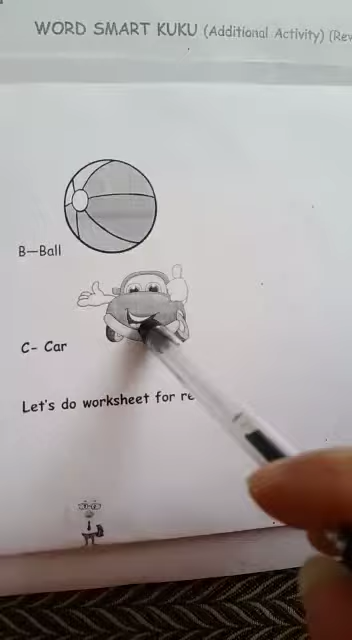 WORD SMART KUKU (Additional Activity)
B—Ball
C- Car
Let's do worksheet for